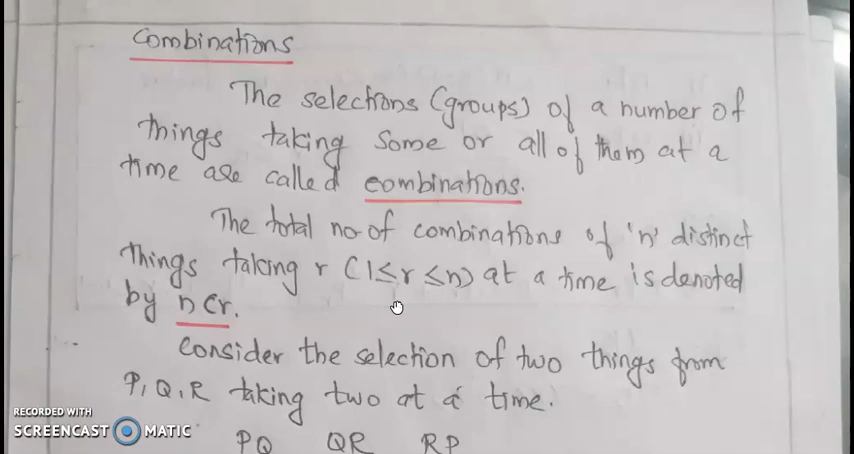 Combinations
The selections (groups) of a number of
things taking some or all of them at a
time are called combinations.
The total no of combinations of 'n' distinct
things taking r (1≤r≤n) at a time is denoted
by nCr.
Consider the selection of two things from
P, Q, R taking two at a time.
RECORDED WITH
SCREENCAST MATIC
PQ QR RP